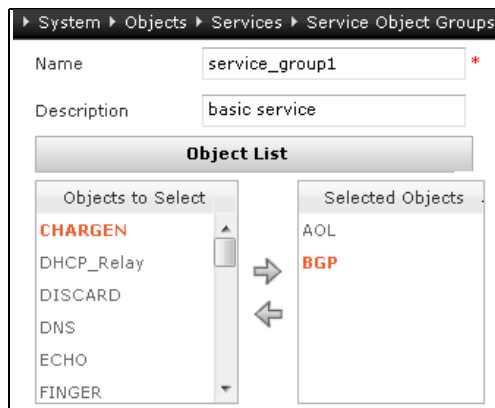 System Objects Services Service Object Groups
Name service_group1 *
Description basic service
Object List
Objects to Select
CHARGEN
DHCP_Relay
DISCARD
DNS
ECHO
FINGER
Selected Objects
AOL
BGP